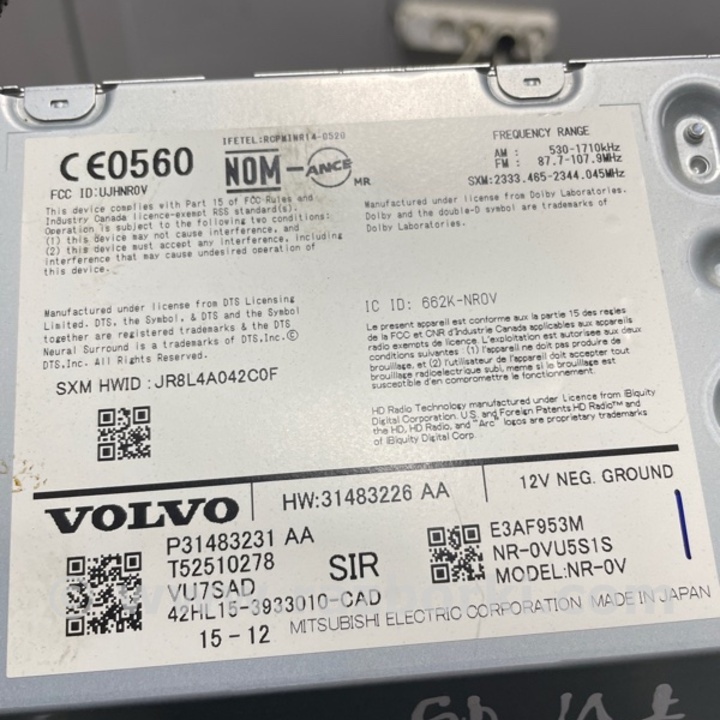 CE0560
FCC ID:UJHNR0V
IFETEL:RCPMINR14-0520
NOM-ANCE
MR
FREQUENCY RANGE
AM : 530-1710kHz
FM : 87.7-107.9MHz
SXM:2333.465-2344.045MHz
This device complies with Part 15 of FCC Rules and
Industry Canada licence-exempt RSS standard(s).
Operation is subject to the following two conditions:
(1) this device may not cause interference, and
(2) this device must accept any interference, including
interference that may cause undesired operation of
this device.
Manufactured under license from Dolby Laboratories.
Dolby and the double-D symbol are trademarks of
Dolby Laboratories.
Manufactured under license from DTS Licensing
Limited. DTS, the Symbol, & DTS and the Symbol
together are registered trademarks & the DTS
Neural Surround is a trademark of DTS,Inc.©
DTS,Inc. All Rights Reserved.
SXM HWID : JR8L4A042C0F
IC ID: 662K-NR0V
Le présent appareil est conforme aux la partie 15 des règles
de la FCC et CNR d'Industrie Canada applicables aux appareils
radio exempts de licence. L'exploitation est autorisée aux deux
conditions suivantes :(1) l'appareil ne doit pas produire de
brouillage, et (2) l'utilisateur de l'appareil doit accepter tout
brouillage radioélectrique subi, même si le brouillage est
susceptible d'en compromettre le fonctionnement.
HD Radio Technology manufactured under License from iBiquity
Digital Corporation. U.S. and Foreign Patents HD Radio™ and
the HD, HD Radio, and "Arc" logos are proprietary trademarks
of iBiquity Digital Corp.
VOLVO
HW:31483226 AA
12V NEG. GROUND
P31483231 AA
T52510278
VU7SAD
42HL15-3933010-CAD
15-12
SIR
E3AF953M
NR-0VU5S1S
MODEL:NR-0V
MITSUBISHI ELECTRIC CORPORATION MADE IN JAPAN